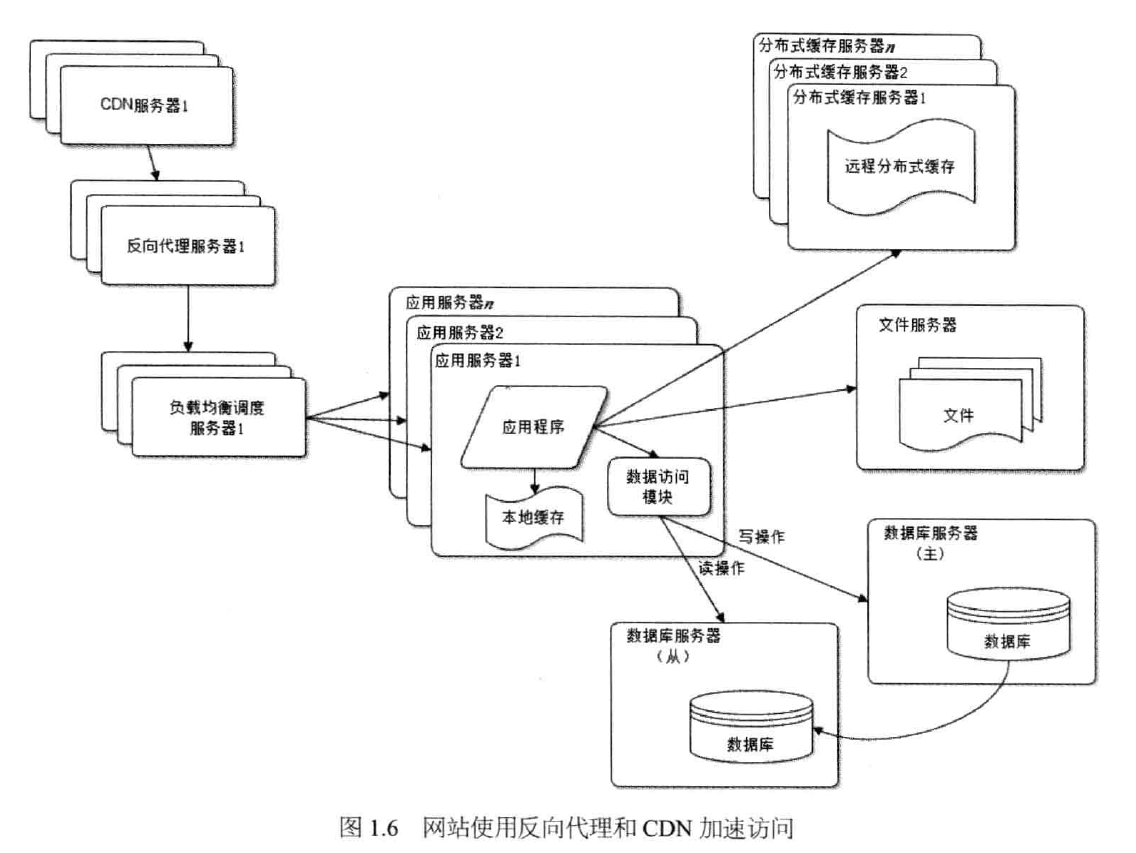 CDN服务器1
反向代理服务器1
负载均衡调度
服务器1
应用服务器n
应用服务器2
应用服务器1
应用程序
本地缓存
数据访问
模块
分布式缓存服务器n
分布式缓存服务器2
分布式缓存服务器1
远程分布式缓存
文件服务器
文件
写操作
读操作
数据库服务器
（主）
数据库
数据库服务器
（从）
数据库
图 1.6 网站使用反向代理和 CDN 加速访问